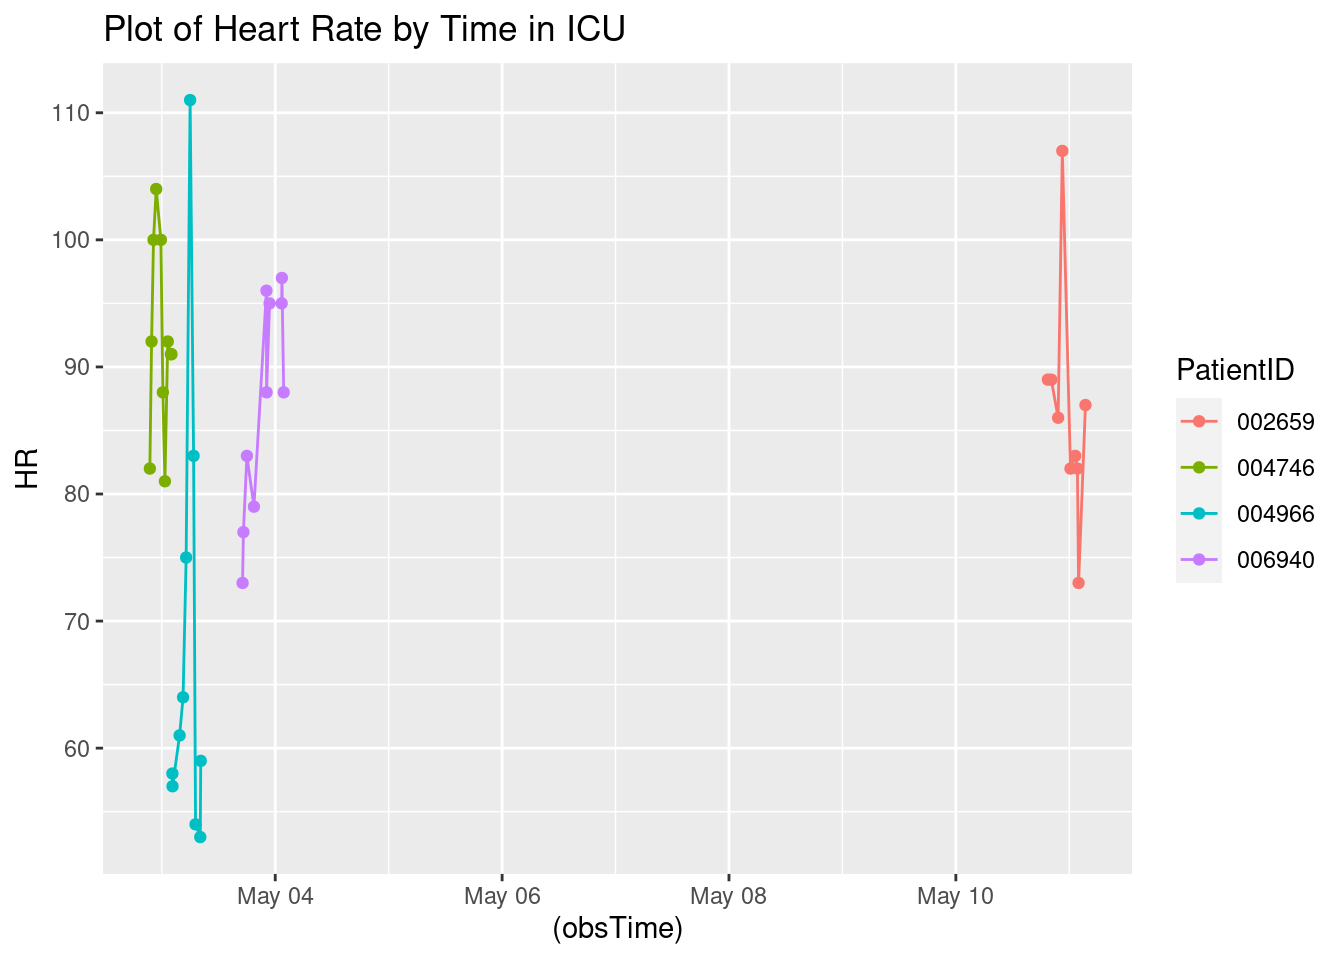 Plot of Heart Rate by Time in ICU
110
100
90
80
70
60
HR
May 04
May 06
May 08
May 10
(obsTime)
PatientID
002659
004746
004966
006940